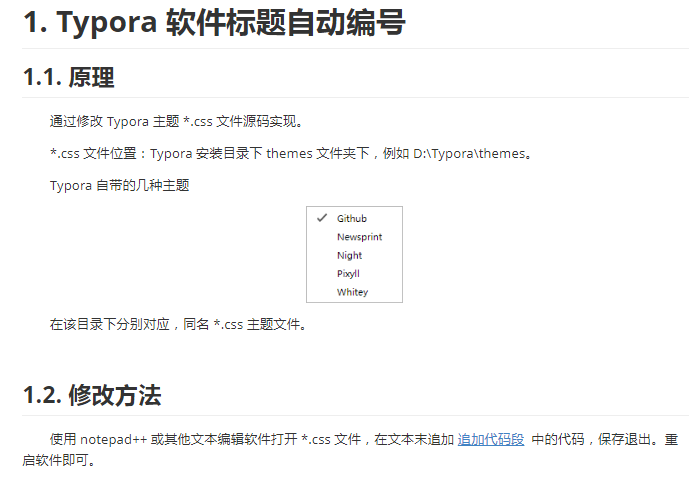 1. Typora 软件标题自动编号
1.1. 原理
通过修改 Typora 主题 *.css 文件源码实现。
*.css 文件位置：Typora 安装目录下 themes 文件夹下，例如 D:\Typora\themes。
Typora 自带的几种主题
Github
Newsprint
Night
Pixyll
Whitey
在该目录下分别对应，同名 *.css 主题文件。
1.2. 修改方法
使用 notepad++ 或其他文本编辑软件打开 *.css 文件，在文本末追加 追加代码段 中的代码，保存退出。重
启软件即可。